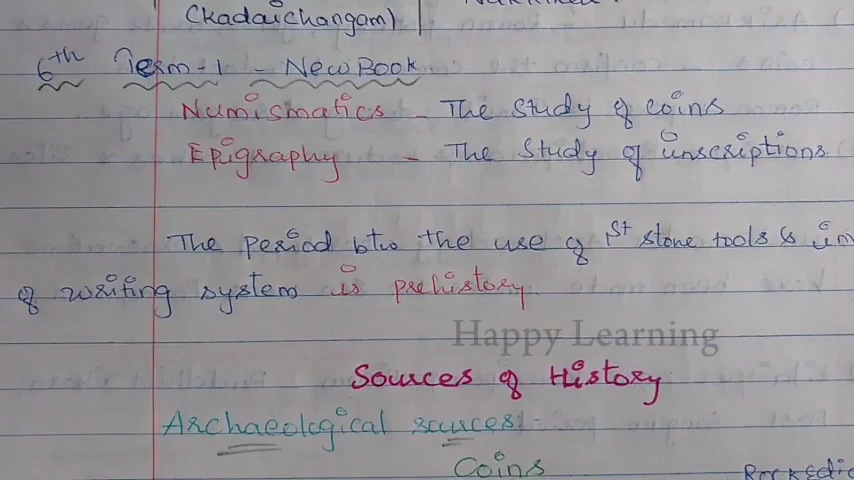 (Kadaichangam)
6th Term-1 - New Book
Numismatics - The study of coins
Epigraphy - The study of inscriptions
The period btw the use of 1st stone tools & in
of writing system is prehistory.
Happy Learning
Sources of History
Archaeological sources:-
Coins